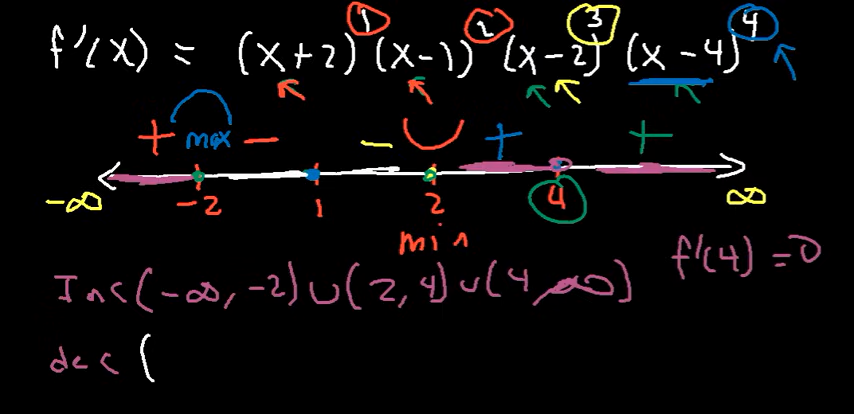 f'(x) = (x+2)^1 (x-1)^2 (x-2)^3 (x-4)^4
+ max - - + +
-∞ -2 1 2 4 ∞
min
f'(4) = 0
Inc (-∞, -2) ∪ (2, 4) ∪ (4, ∞)
dec (